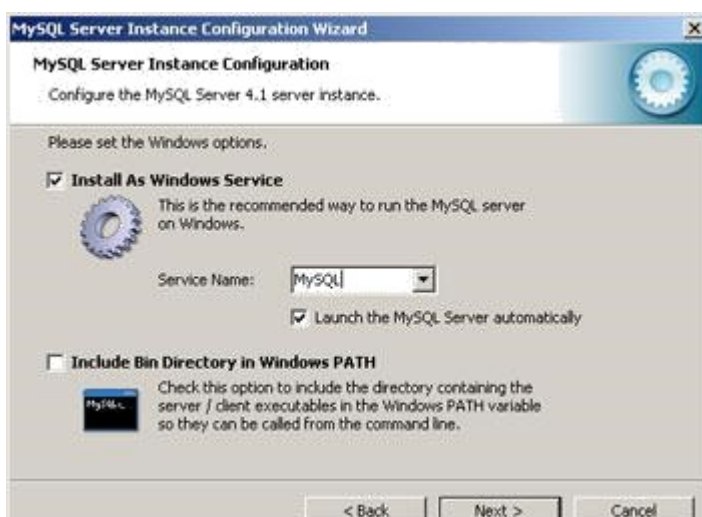 MySQL Server Instance Configuration Wizard
MySQL Server Instance Configuration
Configure the MySQL Server 4.1 server instance.
Please set the Windows options.
Install As Windows Service
This is the recommended way to run the MySQL server
on Windows.
Service Name: MySQL
Launch the MySQL Server automatically
Include Bin Directory in Windows PATH
Check this option to include the directory containing the
server / client executables in the Windows PATH variable
so they can be called from the command line.
< Back Next > Cancel